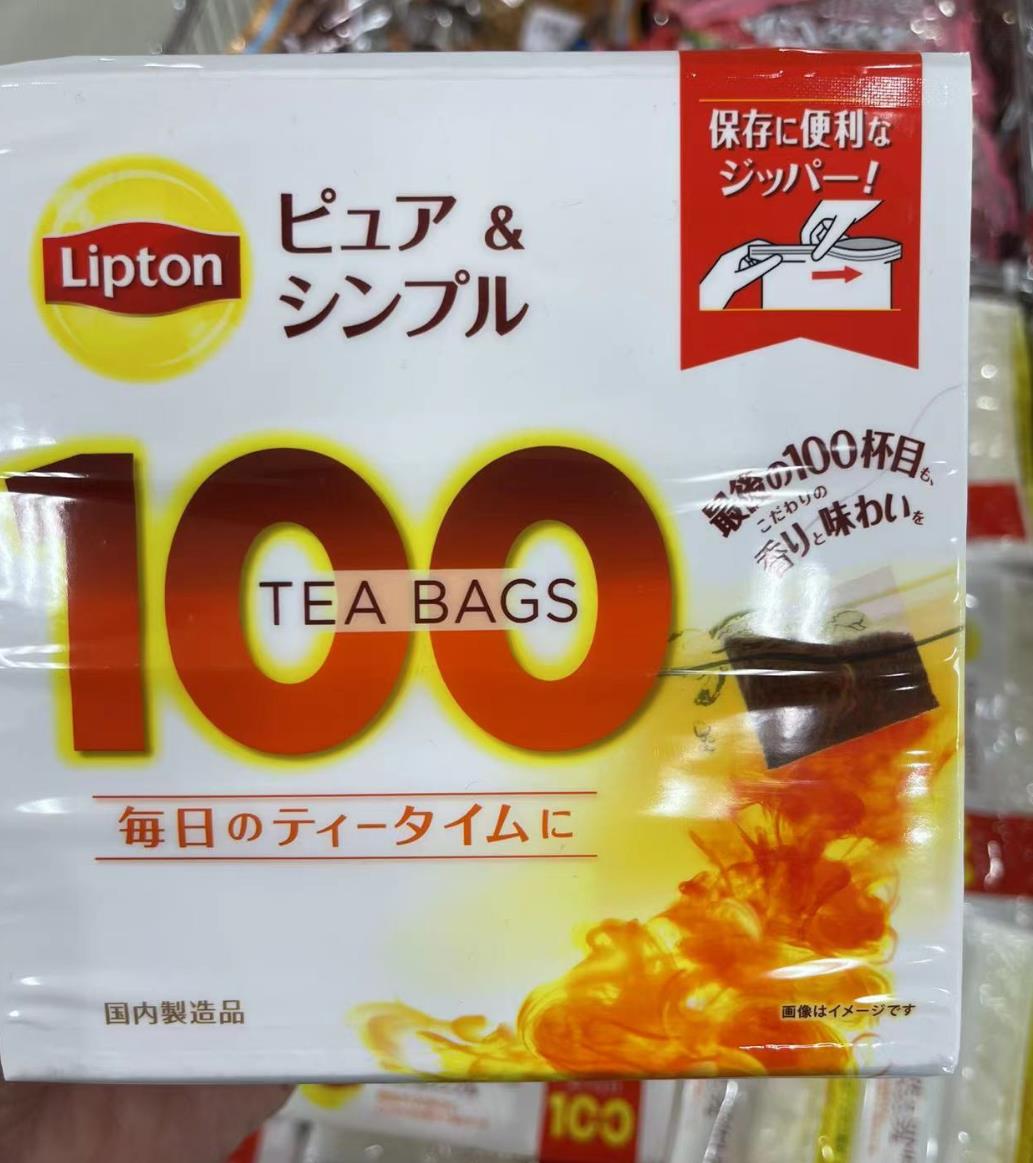 保存に便利な
ジッパー!
Lipton
ピュア &
シンプル
100
TEA BAGS
最後の100杯目も、
こだわりの
香りと味わいを
毎日のティータイムに
国内製造品
画像はイメージです
100